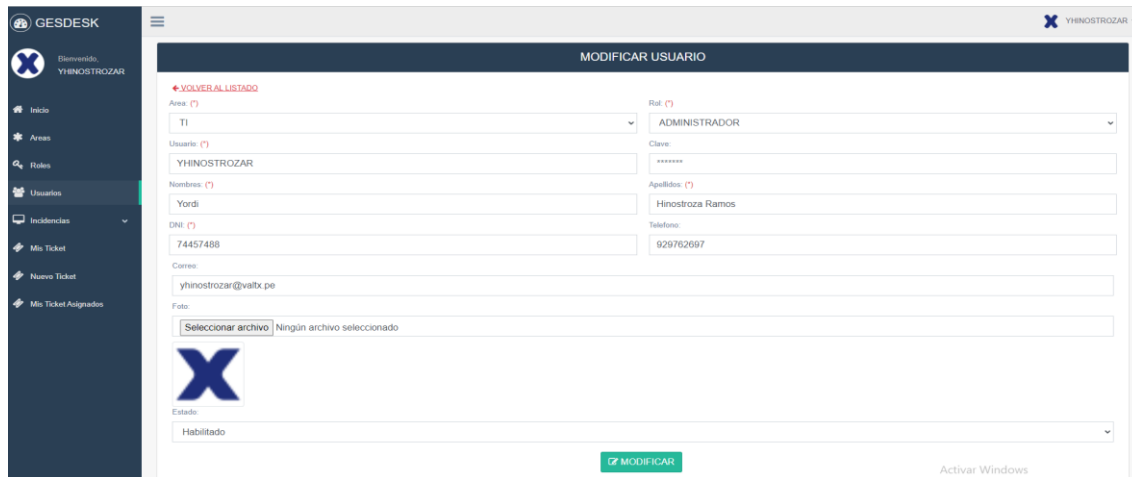 GESDESK
YHINOSTROZAR
Bienvenido,
YHINOSTROZAR
Inicio
Areas
Roles
Usuarios
Incidencias
Mis Ticket
Nuevo Ticket
Mis Ticket Asignados
MODIFICAR USUARIO
VOLVER AL LISTADO
Area: (*) Rol: (*)
TI ADMINISTRADOR
Usuario: (*) Clave:
YHINOSTROZAR *******
Nombres: (*) Apellidos: (*)
Yordi Hinostroza Ramos
DNI: (*) Telefono:
74457488 929762697
Correo:
yhinostrozar@valtx.pe
Foto:
Seleccionar archivo Ningún archivo seleccionado
Estado:
Habilitado
MODIFICAR
Activar Windows